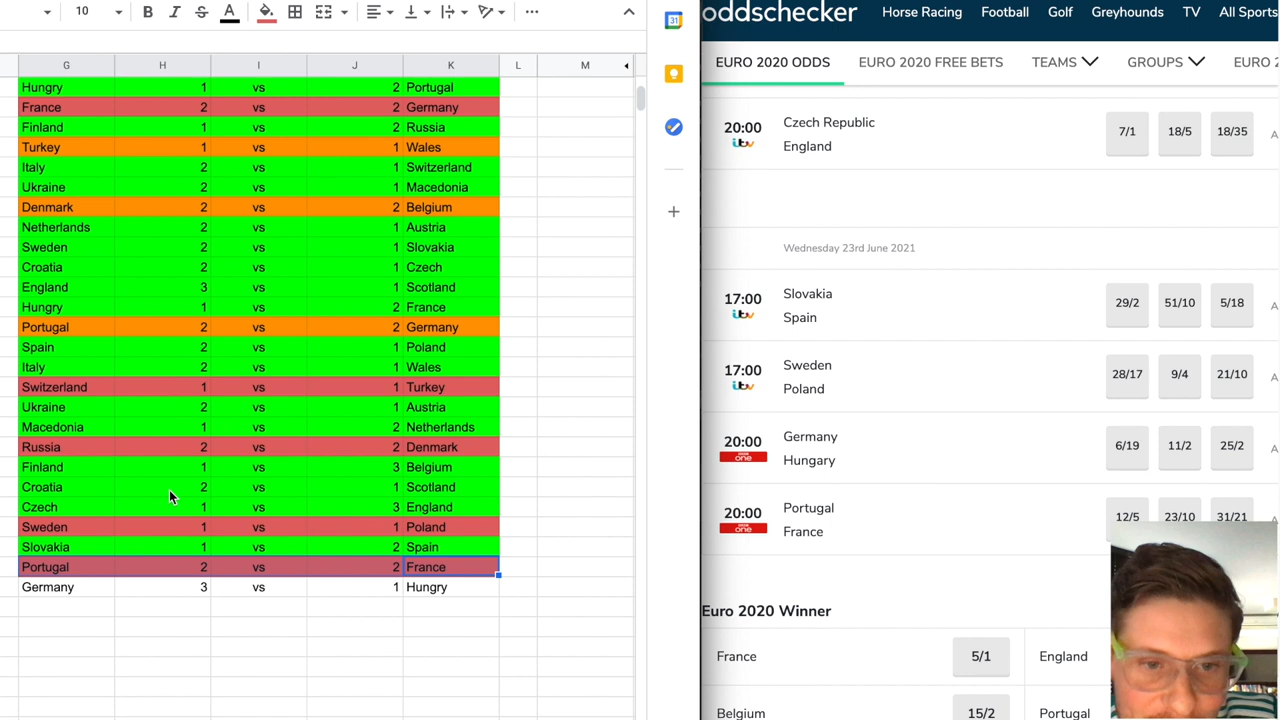 10 B I S A ...
G H I J K L M
Hungry 1 vs 2 Portugal
France 2 vs 2 Germany
Finland 1 vs 2 Russia
Turkey 1 vs 1 Wales
Italy 2 vs 1 Switzerland
Ukraine 2 vs 1 Macedonia
Denmark 2 vs 2 Belgium
Netherlands 2 vs 1 Austria
Sweden 2 vs 1 Slovakia
Croatia 2 vs 1 Czech
England 3 vs 1 Scotland
Hungry 1 vs 2 France
Portugal 2 vs 2 Germany
Spain 2 vs 1 Poland
Italy 2 vs 1 Wales
Switzerland 1 vs 1 Turkey
Ukraine 2 vs 1 Austria
Macedonia 1 vs 2 Netherlands
Russia 2 vs 2 Denmark
Finland 1 vs 3 Belgium
Croatia 2 vs 1 Scotland
Czech 1 vs 3 England
Sweden 1 vs 1 Poland
Slovakia 1 vs 2 Spain
Portugal 2 vs 2 France
Germany 3 vs 1 Hungry
31
oddschecker Horse Racing Football Golf Greyhounds TV All Sports
EURO 2020 ODDS EURO 2020 FREE BETS TEAMS GROUPS EURO 2
20:00 Czech Republic 7/1 18/5 18/35 A
itv England
Wednesday 23rd June 2021
17:00 Slovakia 29/2 51/10 5/18 A
itv Spain
17:00 Sweden 28/17 9/4 21/10 A
itv Poland
20:00 Germany 6/19 11/2 25/2 A
one Hungary
20:00 Portugal 12/5 23/10 31/21 A
one France
Euro 2020 Winner
France 5/1 England
Belgium 15/2 Portugal